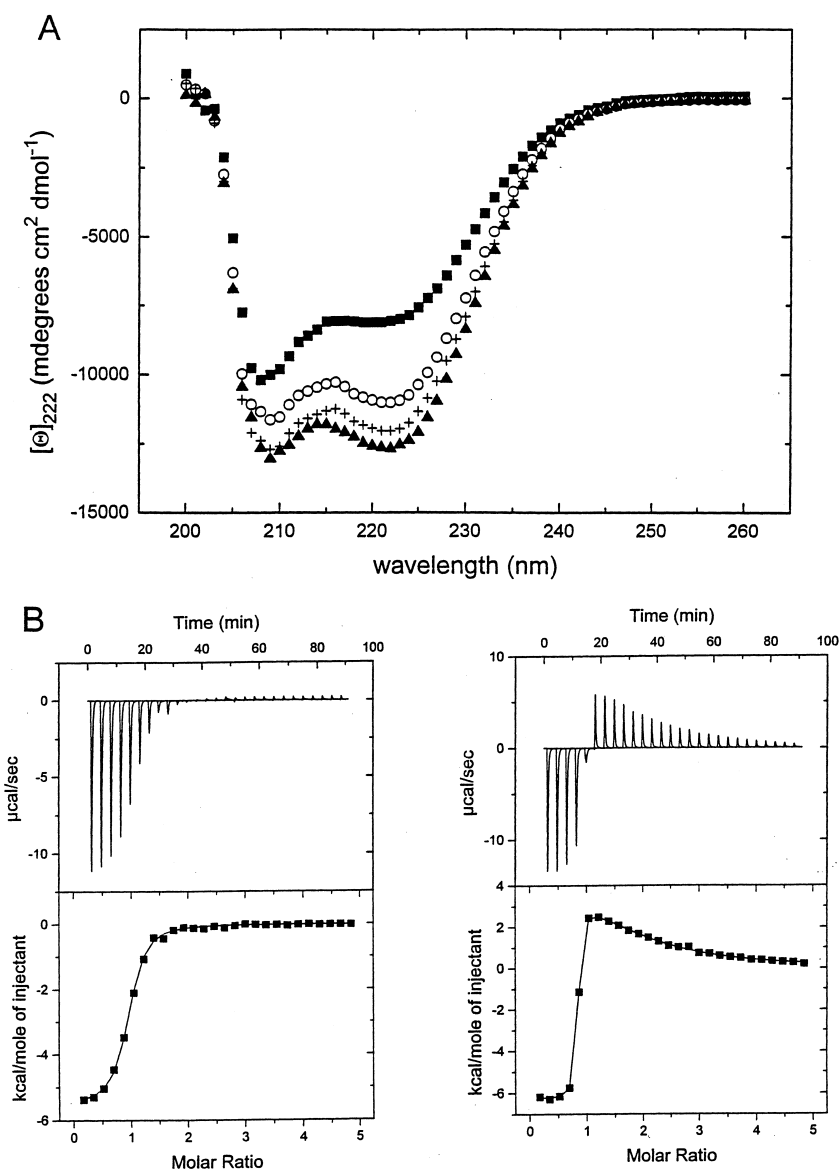 A
0
-5000
-10000
-15000
[Θ]222 (mdegrees cm2 dmol-1)
200 210 220 230 240 250 260
wavelength (nm)
B
Time (min)
0 20 40 60 80 100
0
-5
-10
µcal/sec
0
-2
-4
-6
kcal/mole of injectant
0 1 2 3 4 5
Molar Ratio
Time (min)
0 20 40 60 80 100
10
0
-10
µcal/sec
4
2
0
-2
-4
-6
kcal/mole of injectant
0 1 2 3 4 5
Molar Ratio